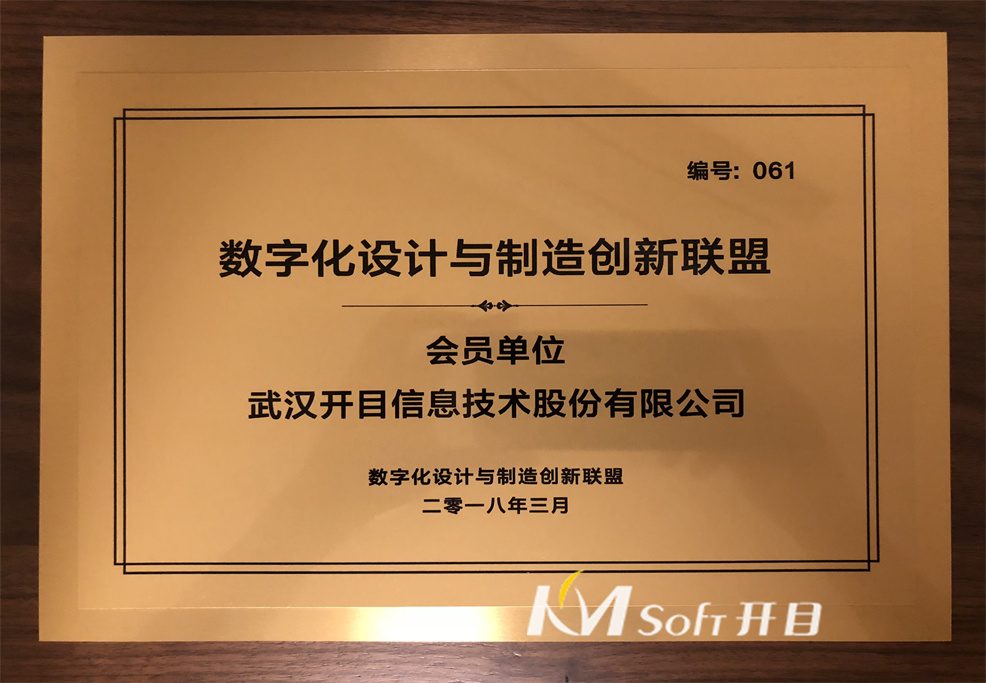 编号: 061
数字化设计与制造创新联盟
会员单位
武汉开目信息技术股份有限公司
数字化设计与制造创新联盟
二零一八年三月
KMSoft 开目